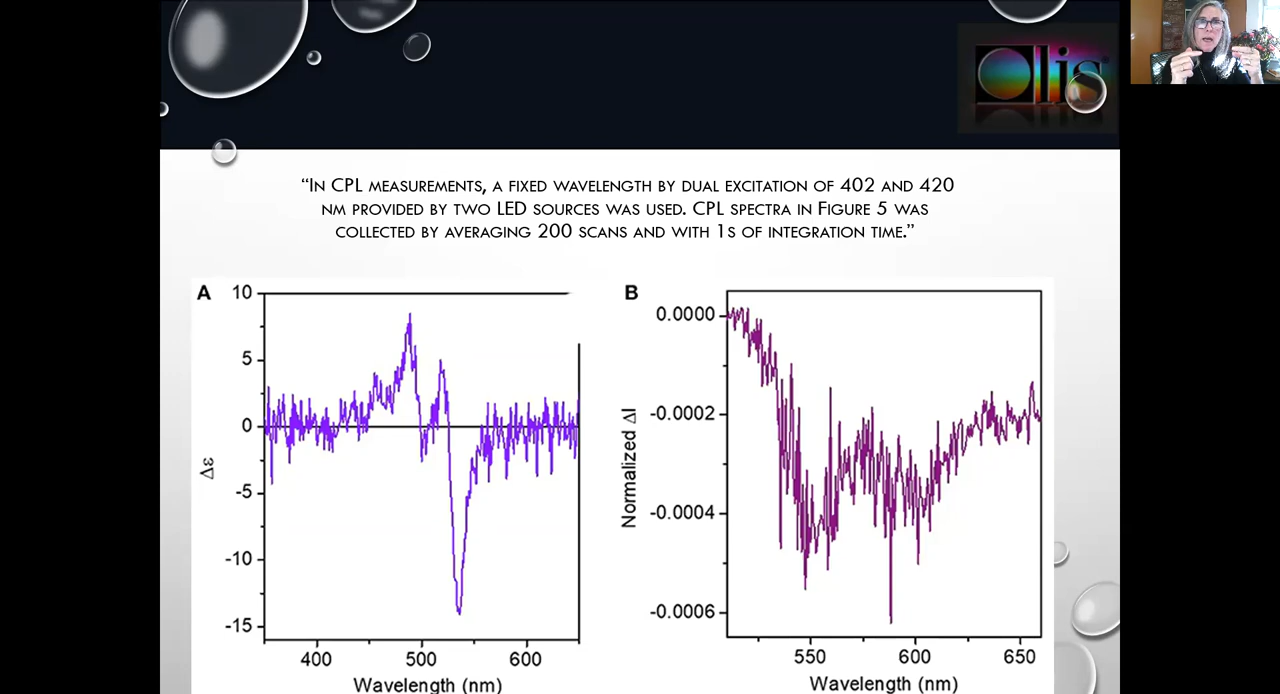 Olis
“In CPL measurements, a fixed wavelength by dual excitation of 402 and 420
nm provided by two LED sources was used. CPL spectra in Figure 5 was
collected by averaging 200 scans and with 1s of integration time.”
A
10
5
0
-5
-10
-15
Δε
400
500
600
Wavelength (nm)
B
0.0000
-0.0002
-0.0004
-0.0006
Normalized ΔI
550
600
650
Wavelength (nm)